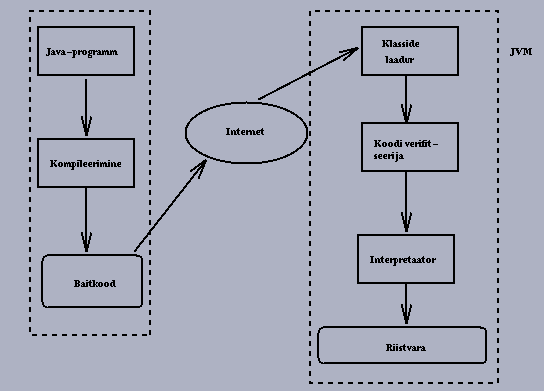 Java-programm
Kompileerimine
Baitkood
Internet
Klasside
laadur
Koodi verifit-
seerija
Interpretaator
Riistvara
JVM